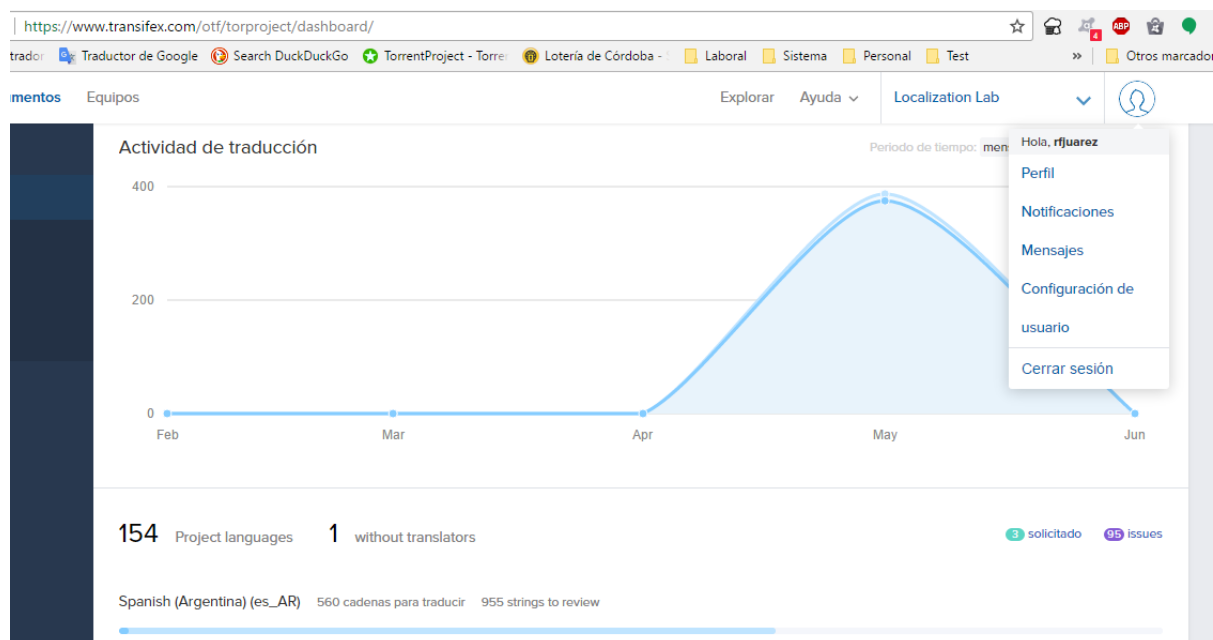 https://www.transifex.com/otf/torproject/dashboard/
trador Traductor de Google Search DuckDuckGo TorrentProject - Torre Lotería de Córdoba - Laboral Sistema Personal Test » Otros marcador
mentos Equipos Explorar Ayuda Localization Lab
Actividad de traducción Periodo de tiempo: men
Hola, rfjuarez
Perfil
Notificaciones
Mensajes
Configuración de
usuario
Cerrar sesión
400
200
0
Feb Mar Apr May Jun
154 Project languages 1 without translators 3 solicitado 95 issues
Spanish (Argentina) (es_AR) 560 cadenas para traducir 955 strings to review
4
ABP